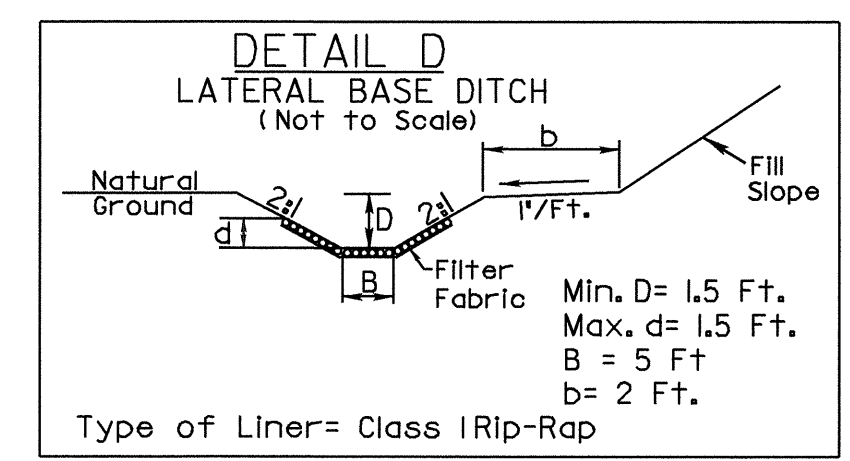 DETAIL D
LATERAL BASE DITCH
(Not to Scale)
b
Natural
Ground
2:1
D
2:1
1"/Ft.
Fill
Slope
d
B
Filter
Fabric
Min. D= 1.5 Ft.
Max. d= 1.5 Ft.
B = 5 Ft
b= 2 Ft.
Type of Liner= Class I Rip-Rap